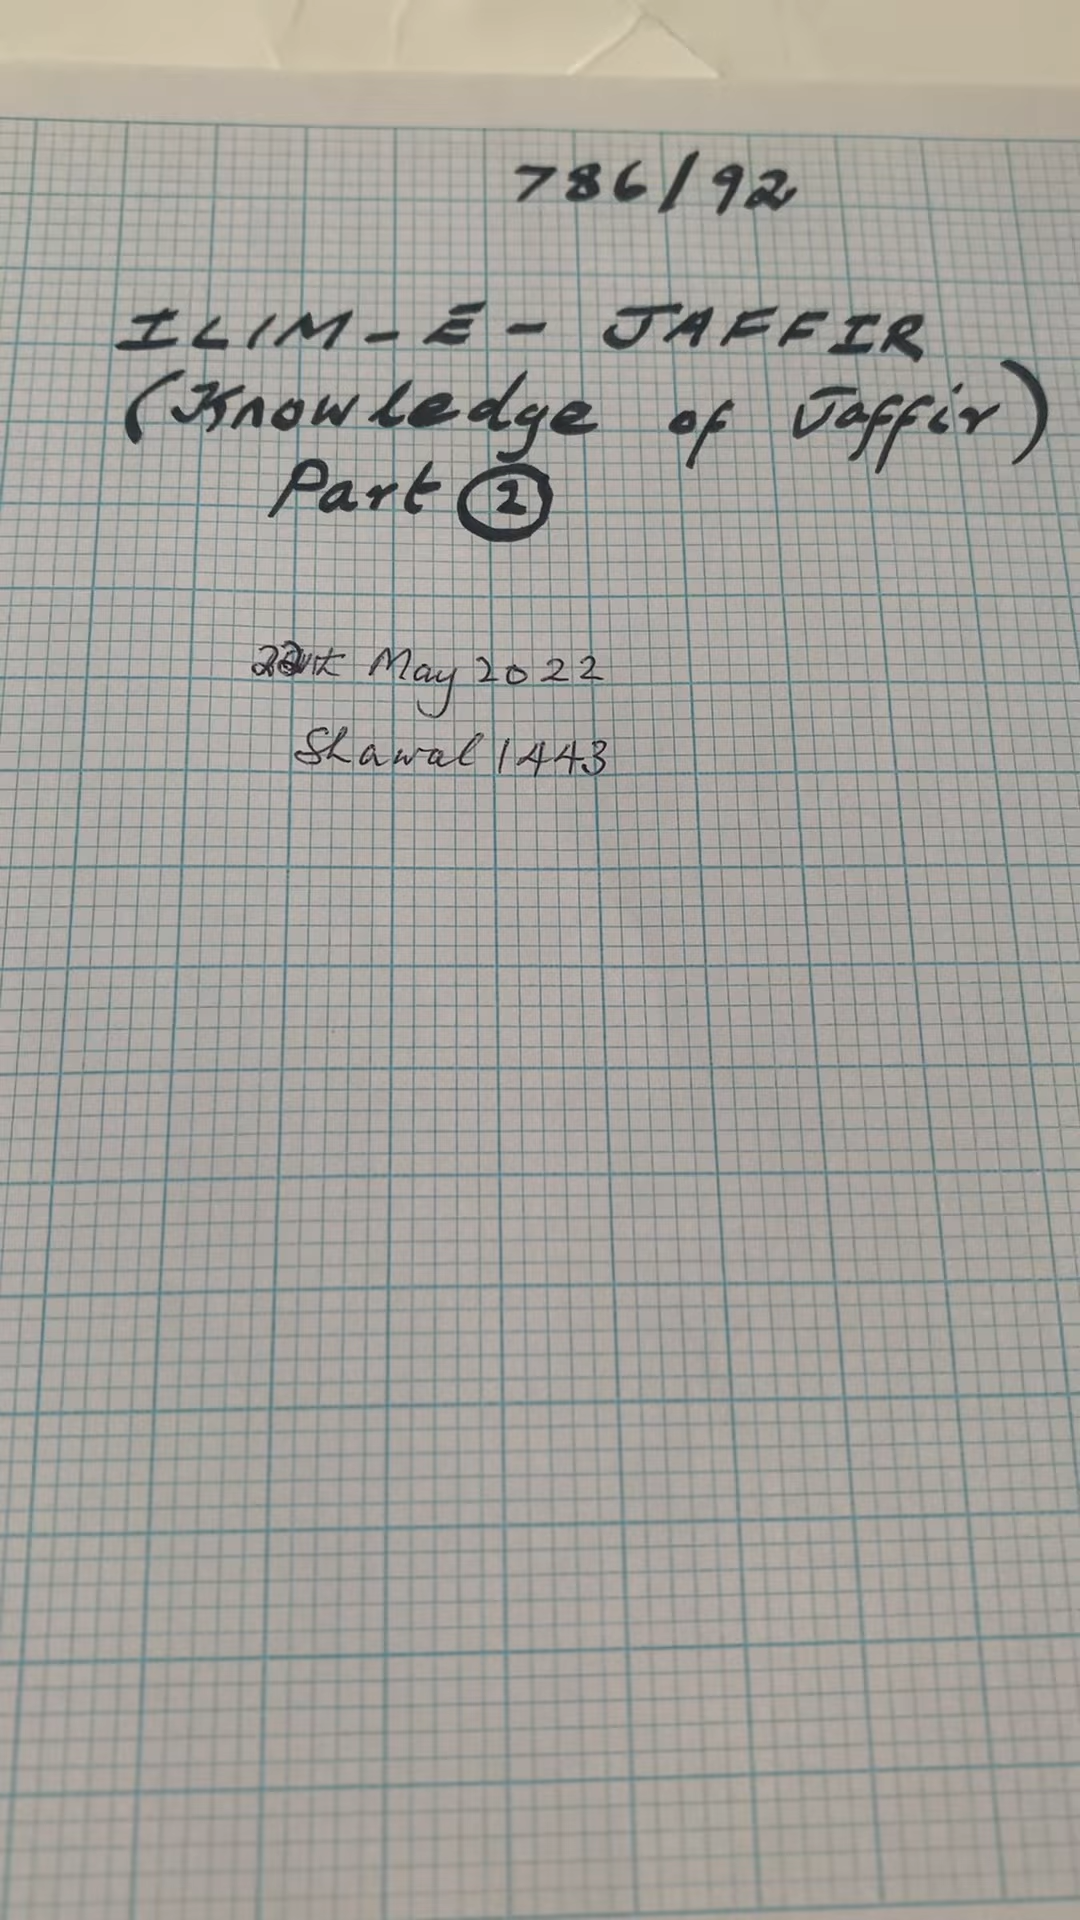 786/92
ILIM-E-JAFFIR
(Knowledge of Jaffir)
Part 2
May 2022
Shawal 1443